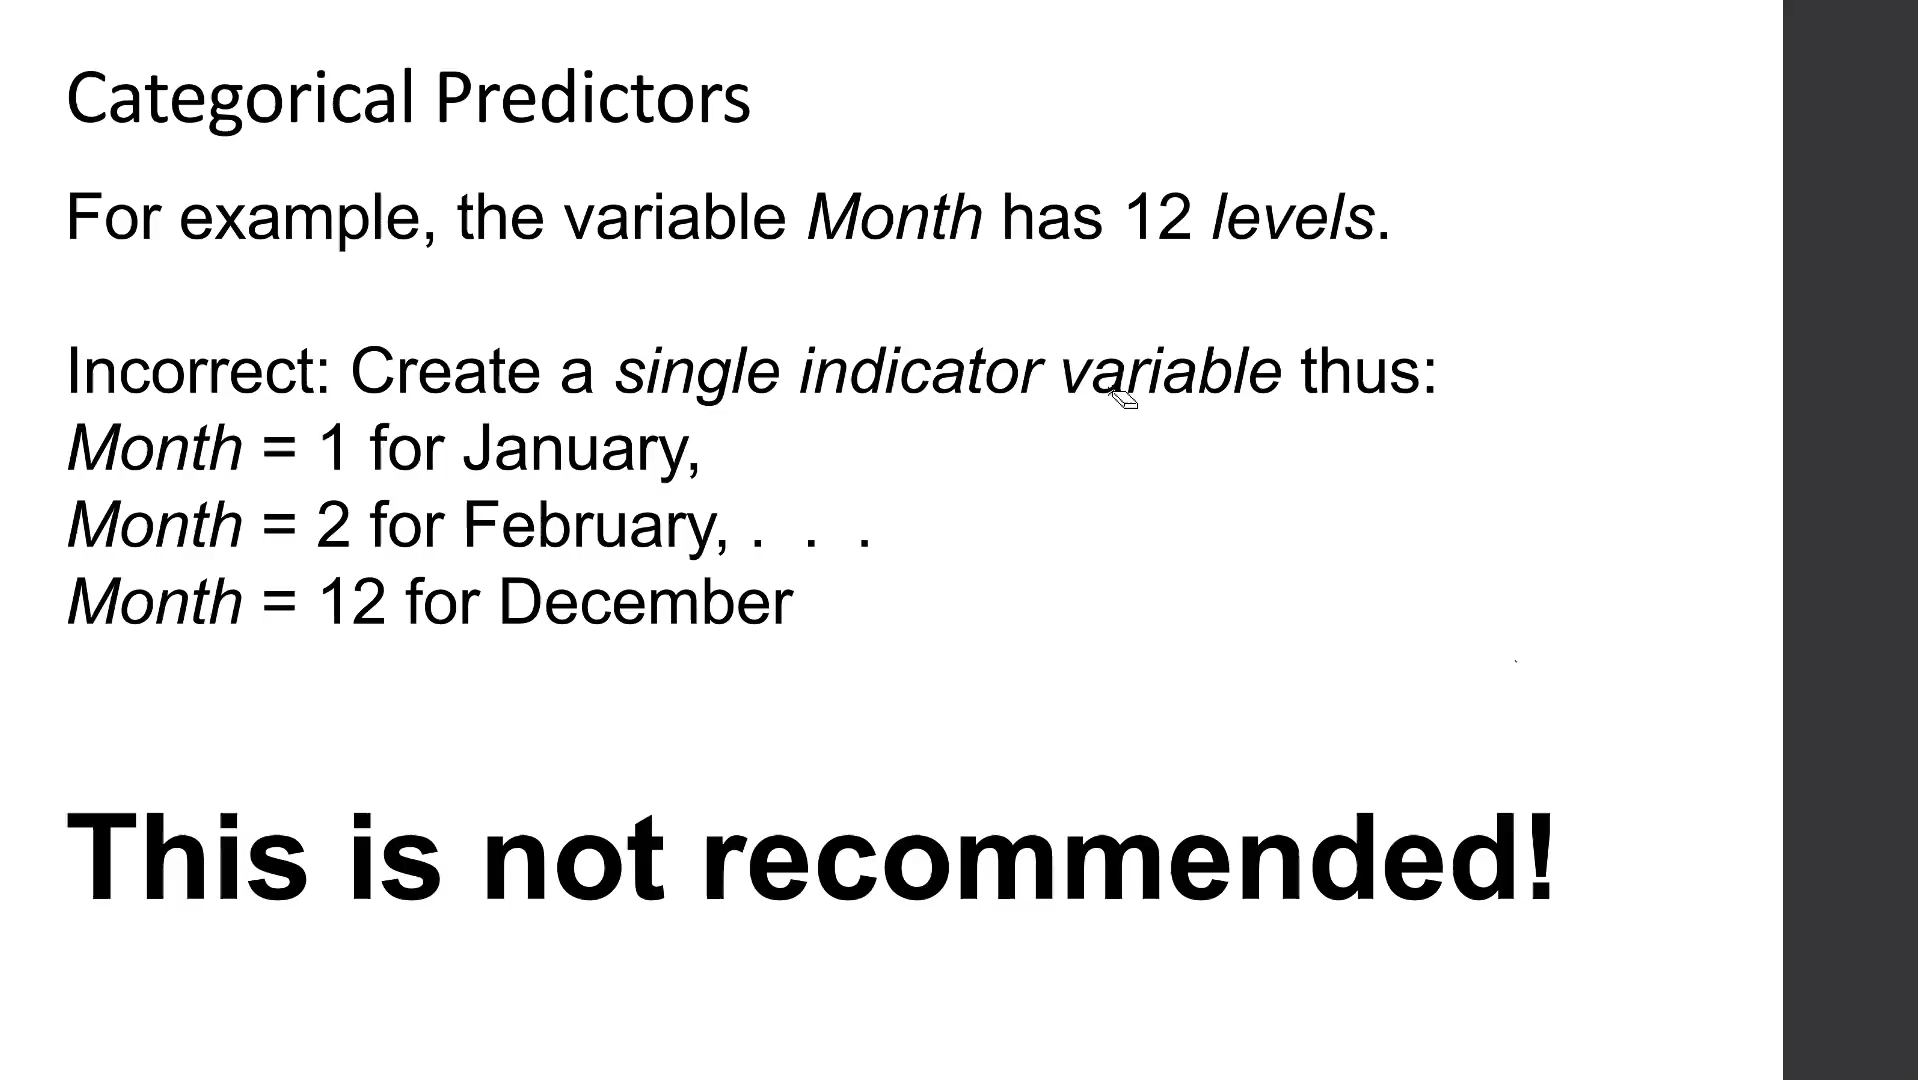 Categorical Predictors
For example, the variable Month has 12 levels.
Incorrect: Create a single indicator variable thus:
Month = 1 for January,
Month = 2 for February, . . .
Month = 12 for December
This is not recommended!